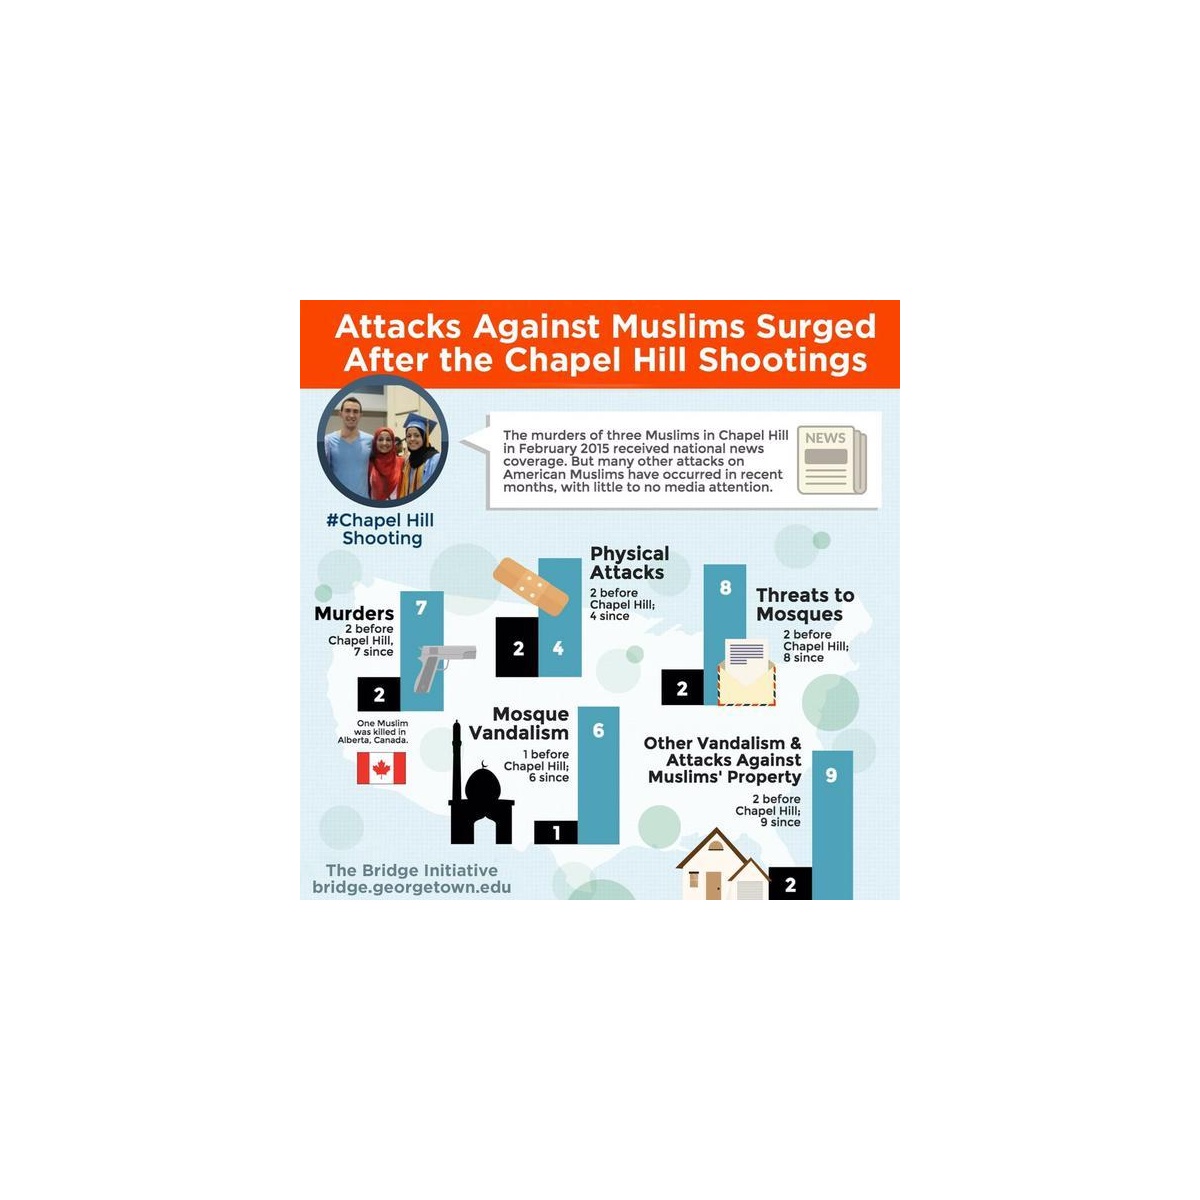 Attacks Against Muslims Surged
After the Chapel Hill Shootings
The murders of three Muslims in Chapel Hill
in February 2015 received national news
coverage. But many other attacks on
American Muslims have occurred in recent
months, with little to no media attention.
NEWS
#Chapel Hill
Shooting
Murders
2 before
Chapel Hill,
7 since
7
2
One Muslim
was killed in
Alberta, Canada.
Physical
Attacks
2 before
Chapel Hill;
4 since
2
4
8
Threats to
Mosques
2 before
Chapel Hill;
8 since
2
Mosque
Vandalism
1 before
Chapel Hill;
6 since
6
1
Other Vandalism &
Attacks Against
Muslims' Property
2 before
Chapel Hill;
9 since
9
2
The Bridge Initiative
bridge.georgetown.edu